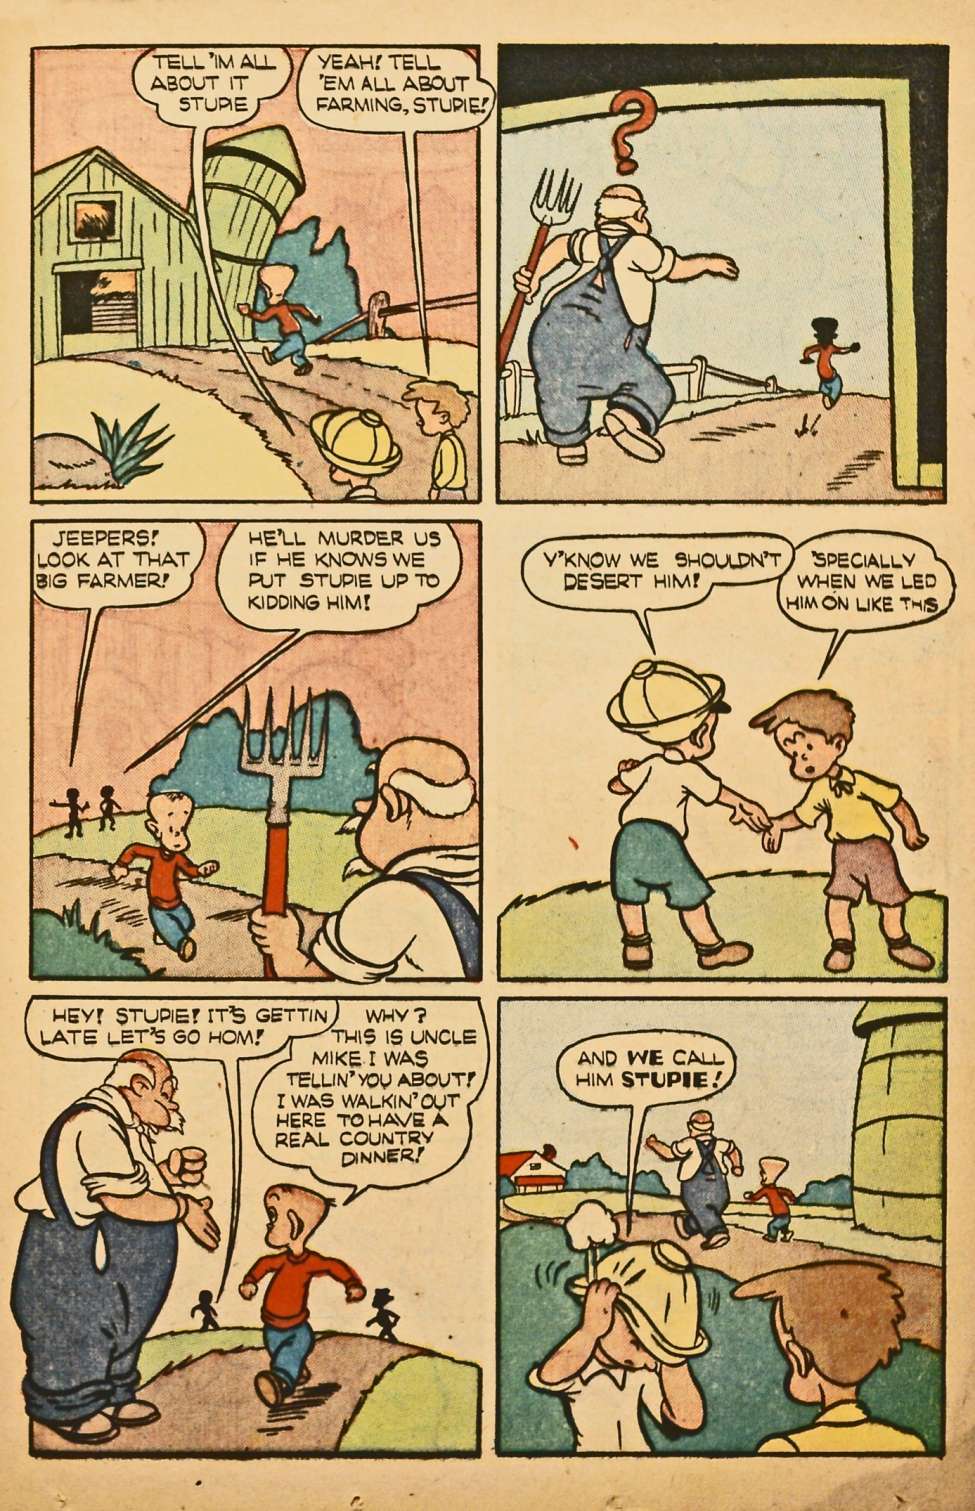 TELL 'IM ALL
ABOUT IT
STUPIE
YEAH! TELL
'EM ALL ABOUT
FARMING, STUPIE!
?
JEEPERS!
LOOK AT THAT
BIG FARMER!
HE'LL MURDER US
IF HE KNOWS WE
PUT STUPIE UP TO
KIDDING HIM!
Y'KNOW WE SHOULDN'T
DESERT HIM!
'SPECIALLY
WHEN WE LED
HIM ON LIKE THIS
HEY! STUPIE! IT'S GETTIN
LATE LET'S GO HOM!
WHY?
THIS IS UNCLE
MIKE I WAS
TELLIN' YOU ABOUT!
I WAS WALKIN' OUT
HERE TO HAVE A
REAL COUNTRY
DINNER!
AND WE CALL
HIM STUPIE!